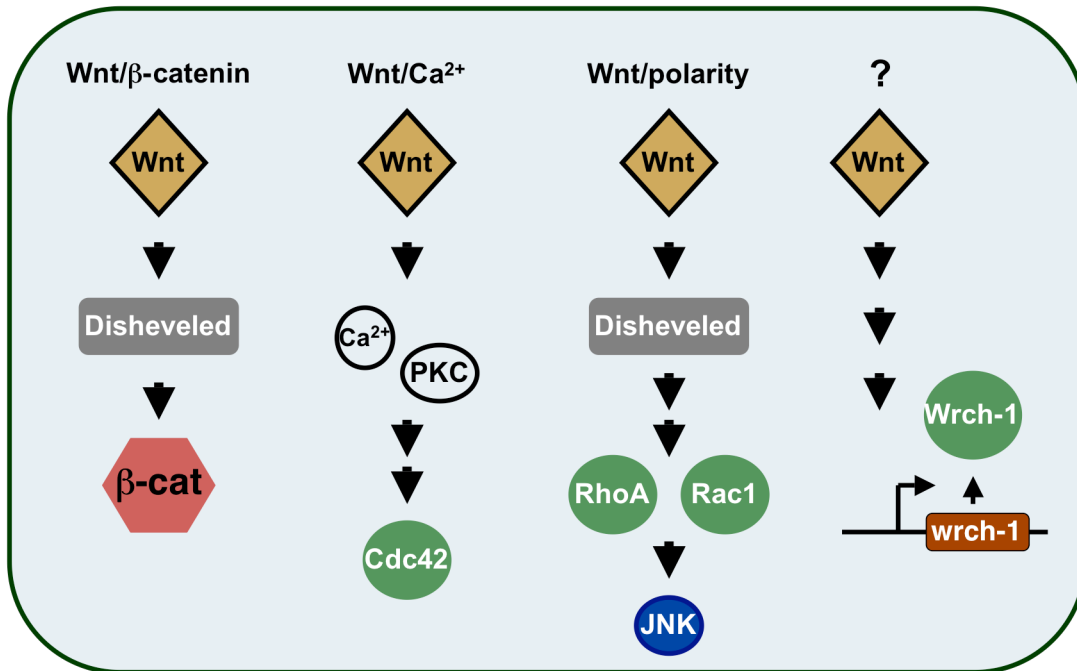 Wnt/β-catenin
Wnt/Ca²⁺
Wnt/polarity
?
Wnt
Wnt
Wnt
Wnt
Disheveled
Ca²⁺
PKC
Disheveled
Wrch-1
β-cat
RhoA
Rac1
wrch-1
Cdc42
JNK